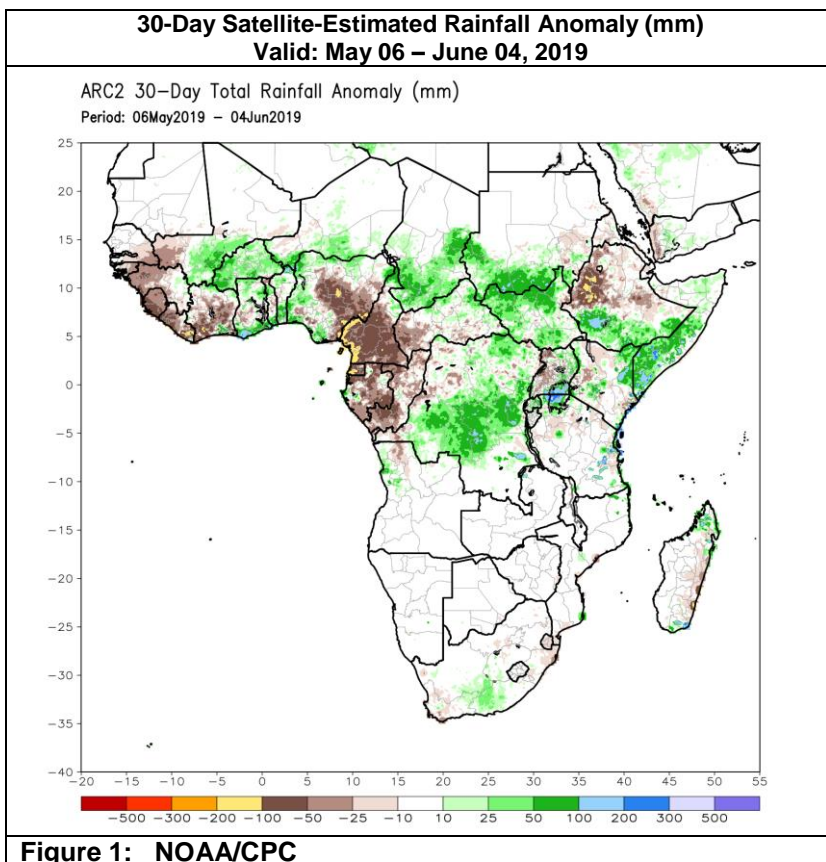 30-Day Satellite-Estimated Rainfall Anomaly (mm)
Valid: May 06 – June 04, 2019
ARC2 30-Day Total Rainfall Anomaly (mm)
Period: 06May2019 – 04Jun2019
25
20
15
10
5
0
-5
-10
-15
-20
-25
-30
-35
-40
-20 -15 -10 -5 0 5 10 15 20 25 30 35 40 45 50 55
-500 -300 -200 -100 -50 -25 -10 10 25 50 100 200 300 500
Figure 1: NOAA/CPC